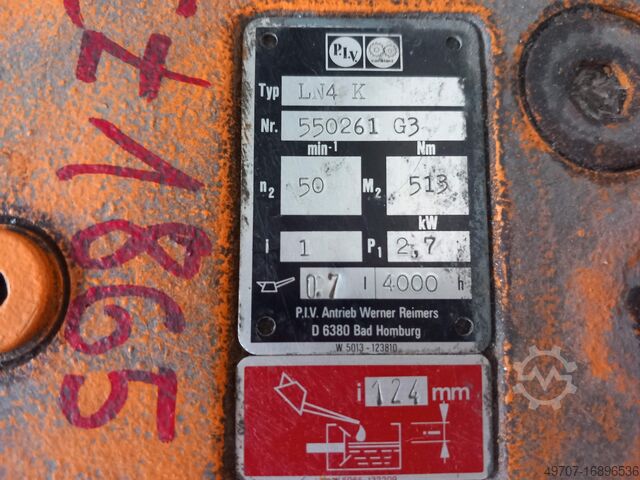 P.I.V.
Typ LN4 K
Nr. 550261 G3
min-1 Nm
n2 50 M2 513
kW
i 1 P1 2,7
0.7 l 4000 h
P.I.V. Antrieb Werner Reimers
D 6380 Bad Homburg
W 5013 - 123810
i 124 mm
i
1865
49707-16896536